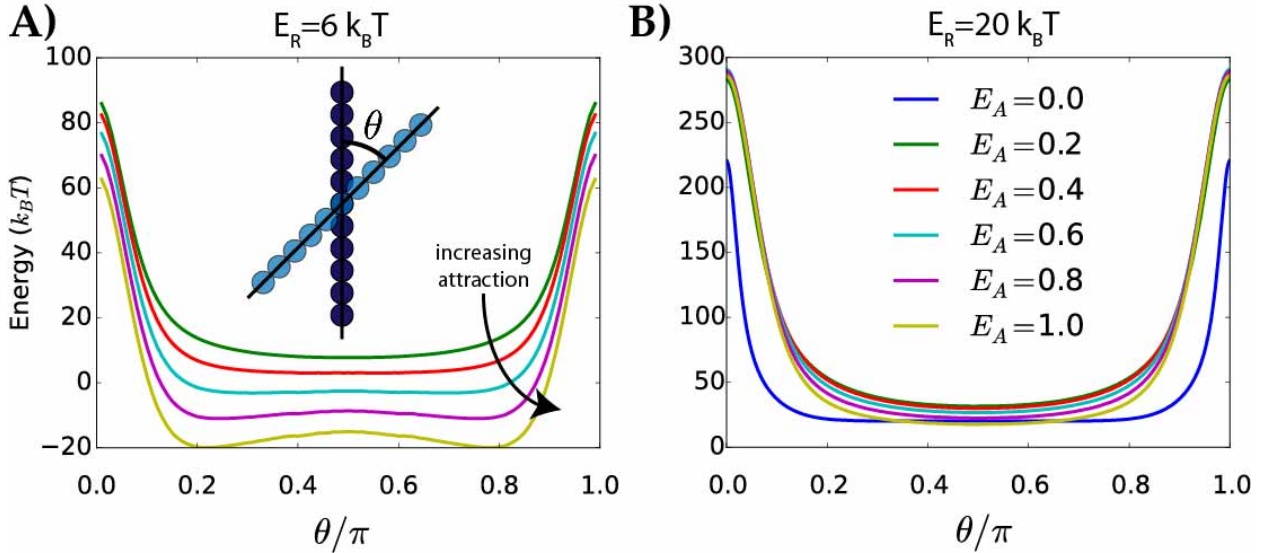 A)
E_R=6 k_BT
100
80
60
40
20
0
−20
Energy (k_BT)
θ
increasing
attraction
0.0 0.2 0.4 0.6 0.8 1.0
θ/π
B)
E_R=20 k_BT
300
250
200
150
100
50
0
E_A=0.0
E_A=0.2
E_A=0.4
E_A=0.6
E_A=0.8
E_A=1.0
0.0 0.2 0.4 0.6 0.8 1.0
θ/π